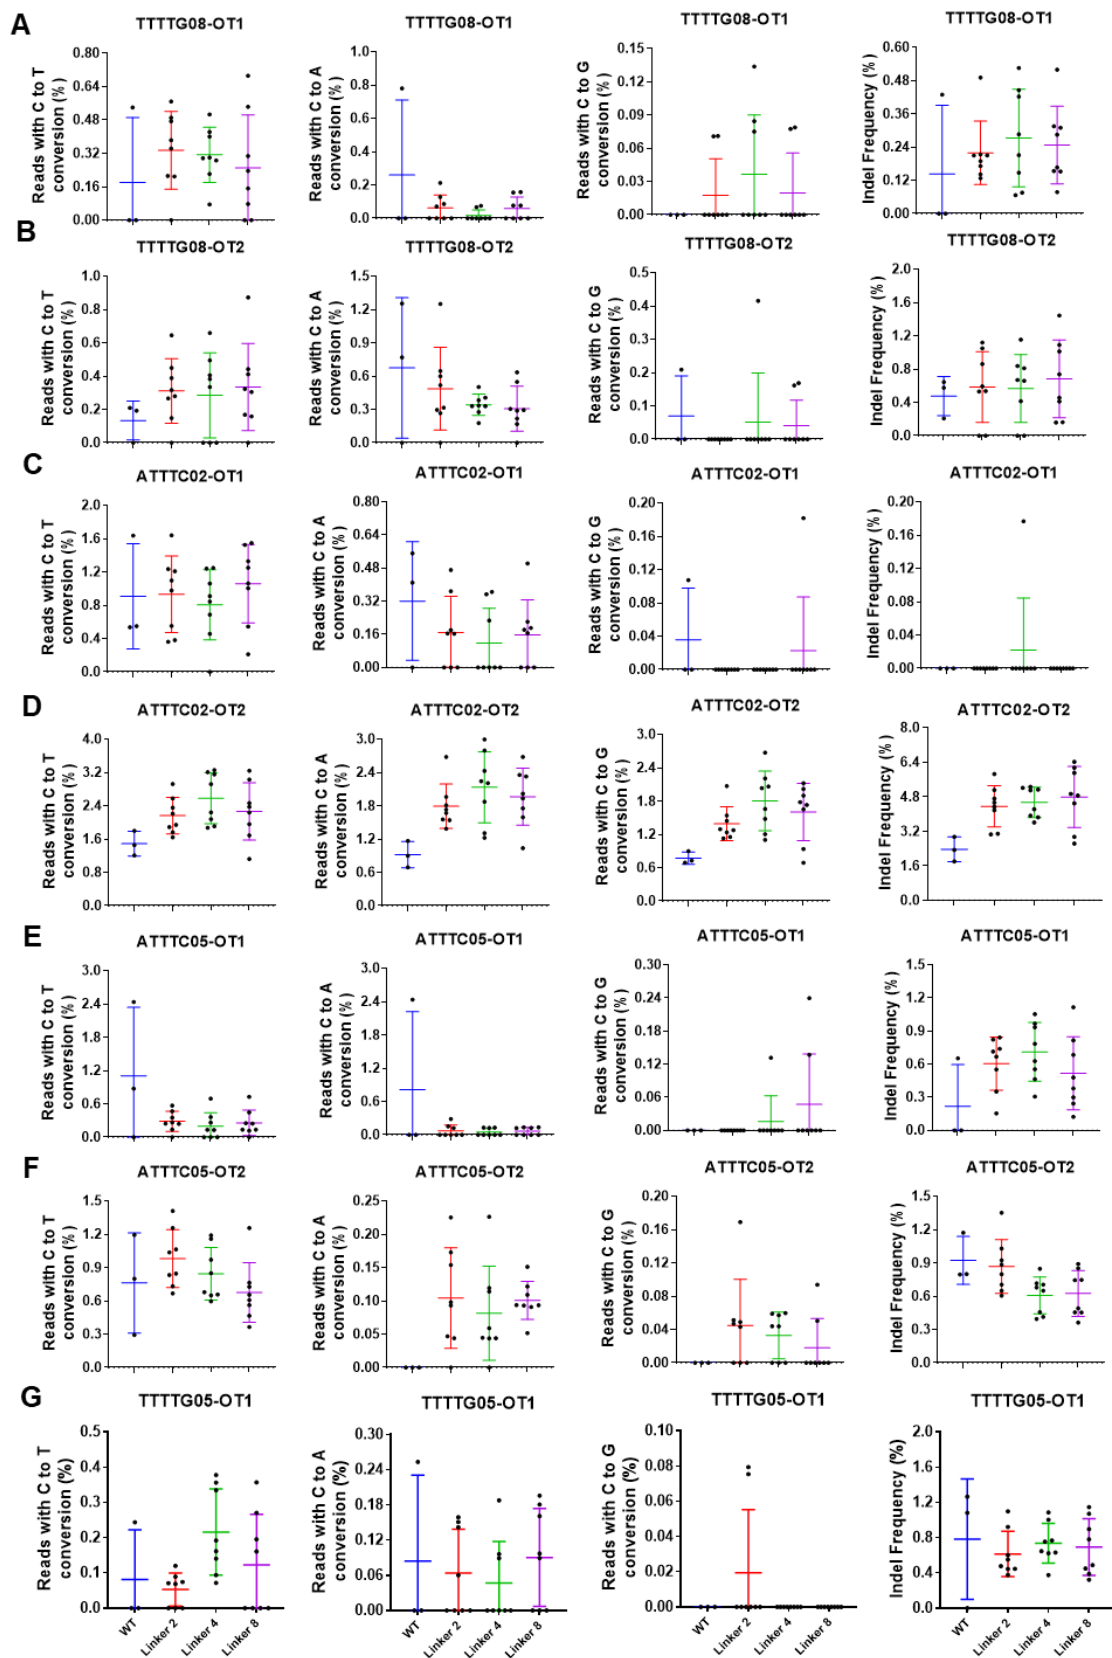 A
TTTTG08-OT1
Reads with C to T
conversion (%)
0.80
0.64
0.48
0.32
0.16
0.00
TTTTG08-OT1
Reads with C to A
conversion (%)
1.0
0.8
0.6
0.4
0.2
0.0
TTTTG08-OT1
Reads with C to G
conversion (%)
0.15
0.12
0.09
0.06
0.03
0.00
TTTTG08-OT1
Indel Frequency (%)
0.60
0.48
0.36
0.24
0.12
0.00
B
TTTTG08-OT2
Reads with C to T
conversion (%)
1.0
0.8
0.6
0.4
0.2
0.0
TTTTG08-OT2
Reads with C to A
conversion (%)
1.5
1.2
0.9
0.6
0.3
0.0
TTTTG08-OT2
Reads with C to G
conversion (%)
0.5
0.4
0.3
0.2
0.1
0.0
TTTTG08-OT2
Indel Frequency (%)
2.0
1.6
1.2
0.8
0.4
0.0
C
ATTTC02-OT1
Reads with C to T
conversion (%)
2.0
1.6
1.2
0.8
0.4
0.0
ATTTC02-OT1
Reads with C to A
conversion (%)
0.80
0.64
0.48
0.32
0.16
0.00
ATTTC02-OT1
Reads with C to G
conversion (%)
0.20
0.16
0.12
0.08
0.04
0.00
ATTTC02-OT1
Indel Frequency (%)
0.20
0.16
0.12
0.08
0.04
0.00
D
ATTTC02-OT2
Reads with C to T
conversion (%)
4.0
3.2
2.4
1.6
0.8
0.0
ATTTC02-OT2
Reads with C to A
conversion (%)
3.0
2.4
1.8
1.2
0.6
0.0
ATTTC02-OT2
Reads with C to G
conversion (%)
3.0
2.4
1.8
1.2
0.6
0.0
ATTTC02-OT2
Indel Frequency (%)
8.0
6.4
4.8
3.2
1.6
0.0
E
ATTTC05-OT1
Reads with C to T
conversion (%)
3.0
2.4
1.8
1.2
0.6
0.0
ATTTC05-OT1
Reads with C to A
conversion (%)
3.0
2.4
1.8
1.2
0.6
0.0
ATTTC05-OT1
Reads with C to G
conversion (%)
0.30
0.24
0.18
0.12
0.06
0.00
ATTTC05-OT1
Indel Frequency (%)
1.5
1.2
0.9
0.6
0.3
0.0
F
ATTTC05-OT2
Reads with C to T
conversion (%)
1.5
1.2
0.9
0.6
0.3
0.0
ATTTC05-OT2
Reads with C to A
conversion (%)
0.25
0.20
0.15
0.10
0.05
0.00
ATTTC05-OT2
Reads with C to G
conversion (%)
0.20
0.16
0.12
0.08
0.04
0.00
ATTTC05-OT2
Indel Frequency (%)
1.5
1.2
0.9
0.6
0.3
0.0
G
TTTTG05-OT1
Reads with C to T
conversion (%)
0.5
0.4
0.3
0.2
0.1
0.0
WT
Linker 2
Linker 4
Linker 8
TTTTG05-OT1
Reads with C to A
conversion (%)
0.30
0.24
0.18
0.12
0.06
0.00
WT
Linker 2
Linker 4
Linker 8
TTTTG05-OT1
Reads with C to G
conversion (%)
0.10
0.08
0.06
0.04
0.02
0.00
WT
Linker 2
Linker 4
Linker 8
TTTTG05-OT1
Indel Frequency (%)
2.0
1.6
1.2
0.8
0.4
0.0
WT
Linker 2
Linker 4
Linker 8